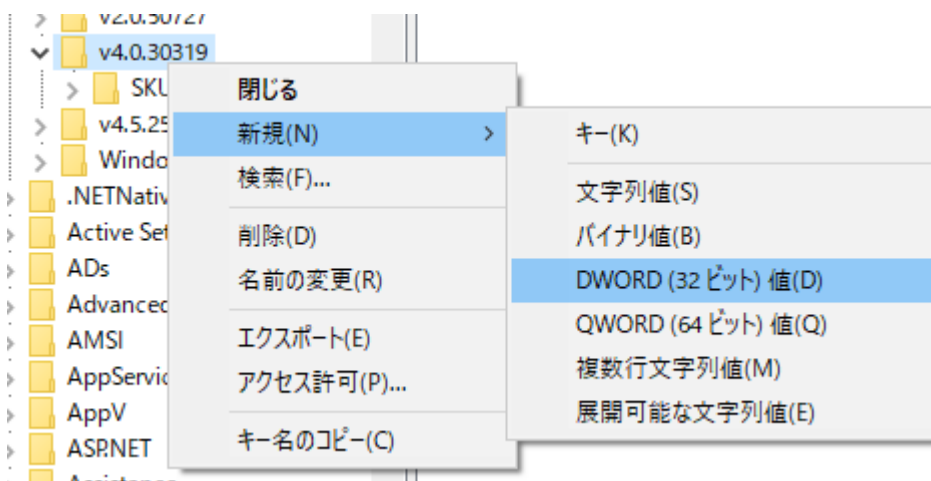 v2.0.50727
v4.0.30319
SKU
v4.5.25
Windo
.NETNativ
Active Set
ADs
Advanced
AMSI
AppServic
AppV
ASP.NET
閉じる
新規(N)
検索(F)...
削除(D)
名前の変更(R)
エクスポート(E)
アクセス許可(P)...
キー名のコピー(C)
キー(K)
文字列値(S)
バイナリ値(B)
DWORD (32 ビット) 値(D)
QWORD (64 ビット) 値(Q)
複数行文字列値(M)
展開可能な文字列値(E)